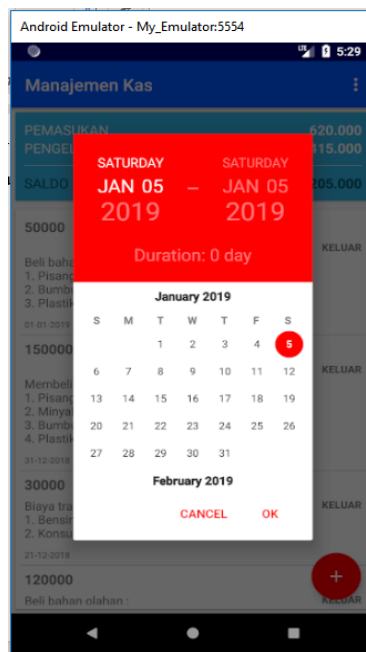 Android Emulator - My_Emulator:5554
5:29
Manajemen Kas
PEMASUKAN 620.000
PENGEL 415.000
SALDO 205.000
SATURDAY SATURDAY
JAN 05 – JAN 05
2019 2019
Duration: 0 day
January 2019
S M T W T F S
1 2 3 4 5
6 7 8 9 10 11 12
13 14 15 16 17 18 19
20 21 22 23 24 25 26
27 28 29 30 31
February 2019
CANCEL OK
50000
KELUAR
Beli baha
1. Pisang
2. Bumbu
3. Plastik
01-01-2019
150000
KELUAR
Membeli
1. Pisang
2. Minya
3. Bumbu
4. Plastik
31-12-2018
30000
KELUAR
Biaya tra
1. Bensin
2. Konsu
21-12-2018
120000
KELUAR
Beli bahan olahan :